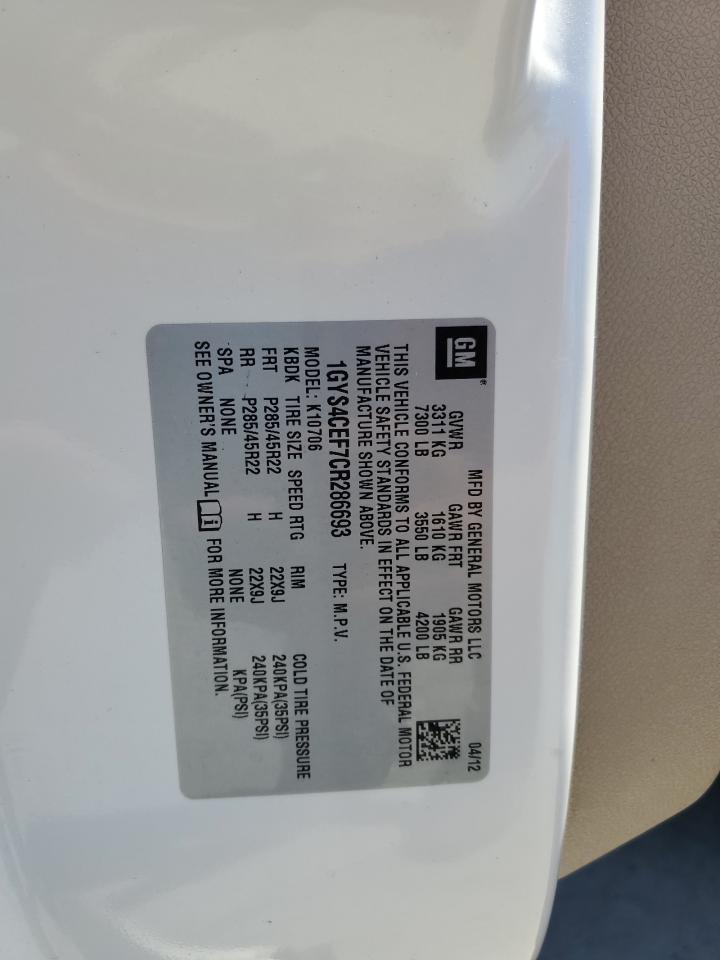 GM®
MFD BY GENERAL MOTORS LLC 04/12
GVWR GAWR FRT GAWR RR
3311 KG 1610 KG 1905 KG
7300 LB 3550 LB 4200 LB
THIS VEHICLE CONFORMS TO ALL APPLICABLE U.S. FEDERAL MOTOR
VEHICLE SAFETY STANDARDS IN EFFECT ON THE DATE OF
MANUFACTURE SHOWN ABOVE.
1GYS4CEF7CR286693 TYPE: M.P.V.
MODEL: K10706
KBDK TIRE SIZE SPEED RTG RIM COLD TIRE PRESSURE
FRT P285/45R22 H 22X9J 240KPA(35PSI)
RR P285/45R22 H 22X9J 240KPA(35PSI)
SPA NONE NONE KPA(PSI)
SEE OWNER'S MANUAL FOR MORE INFORMATION.